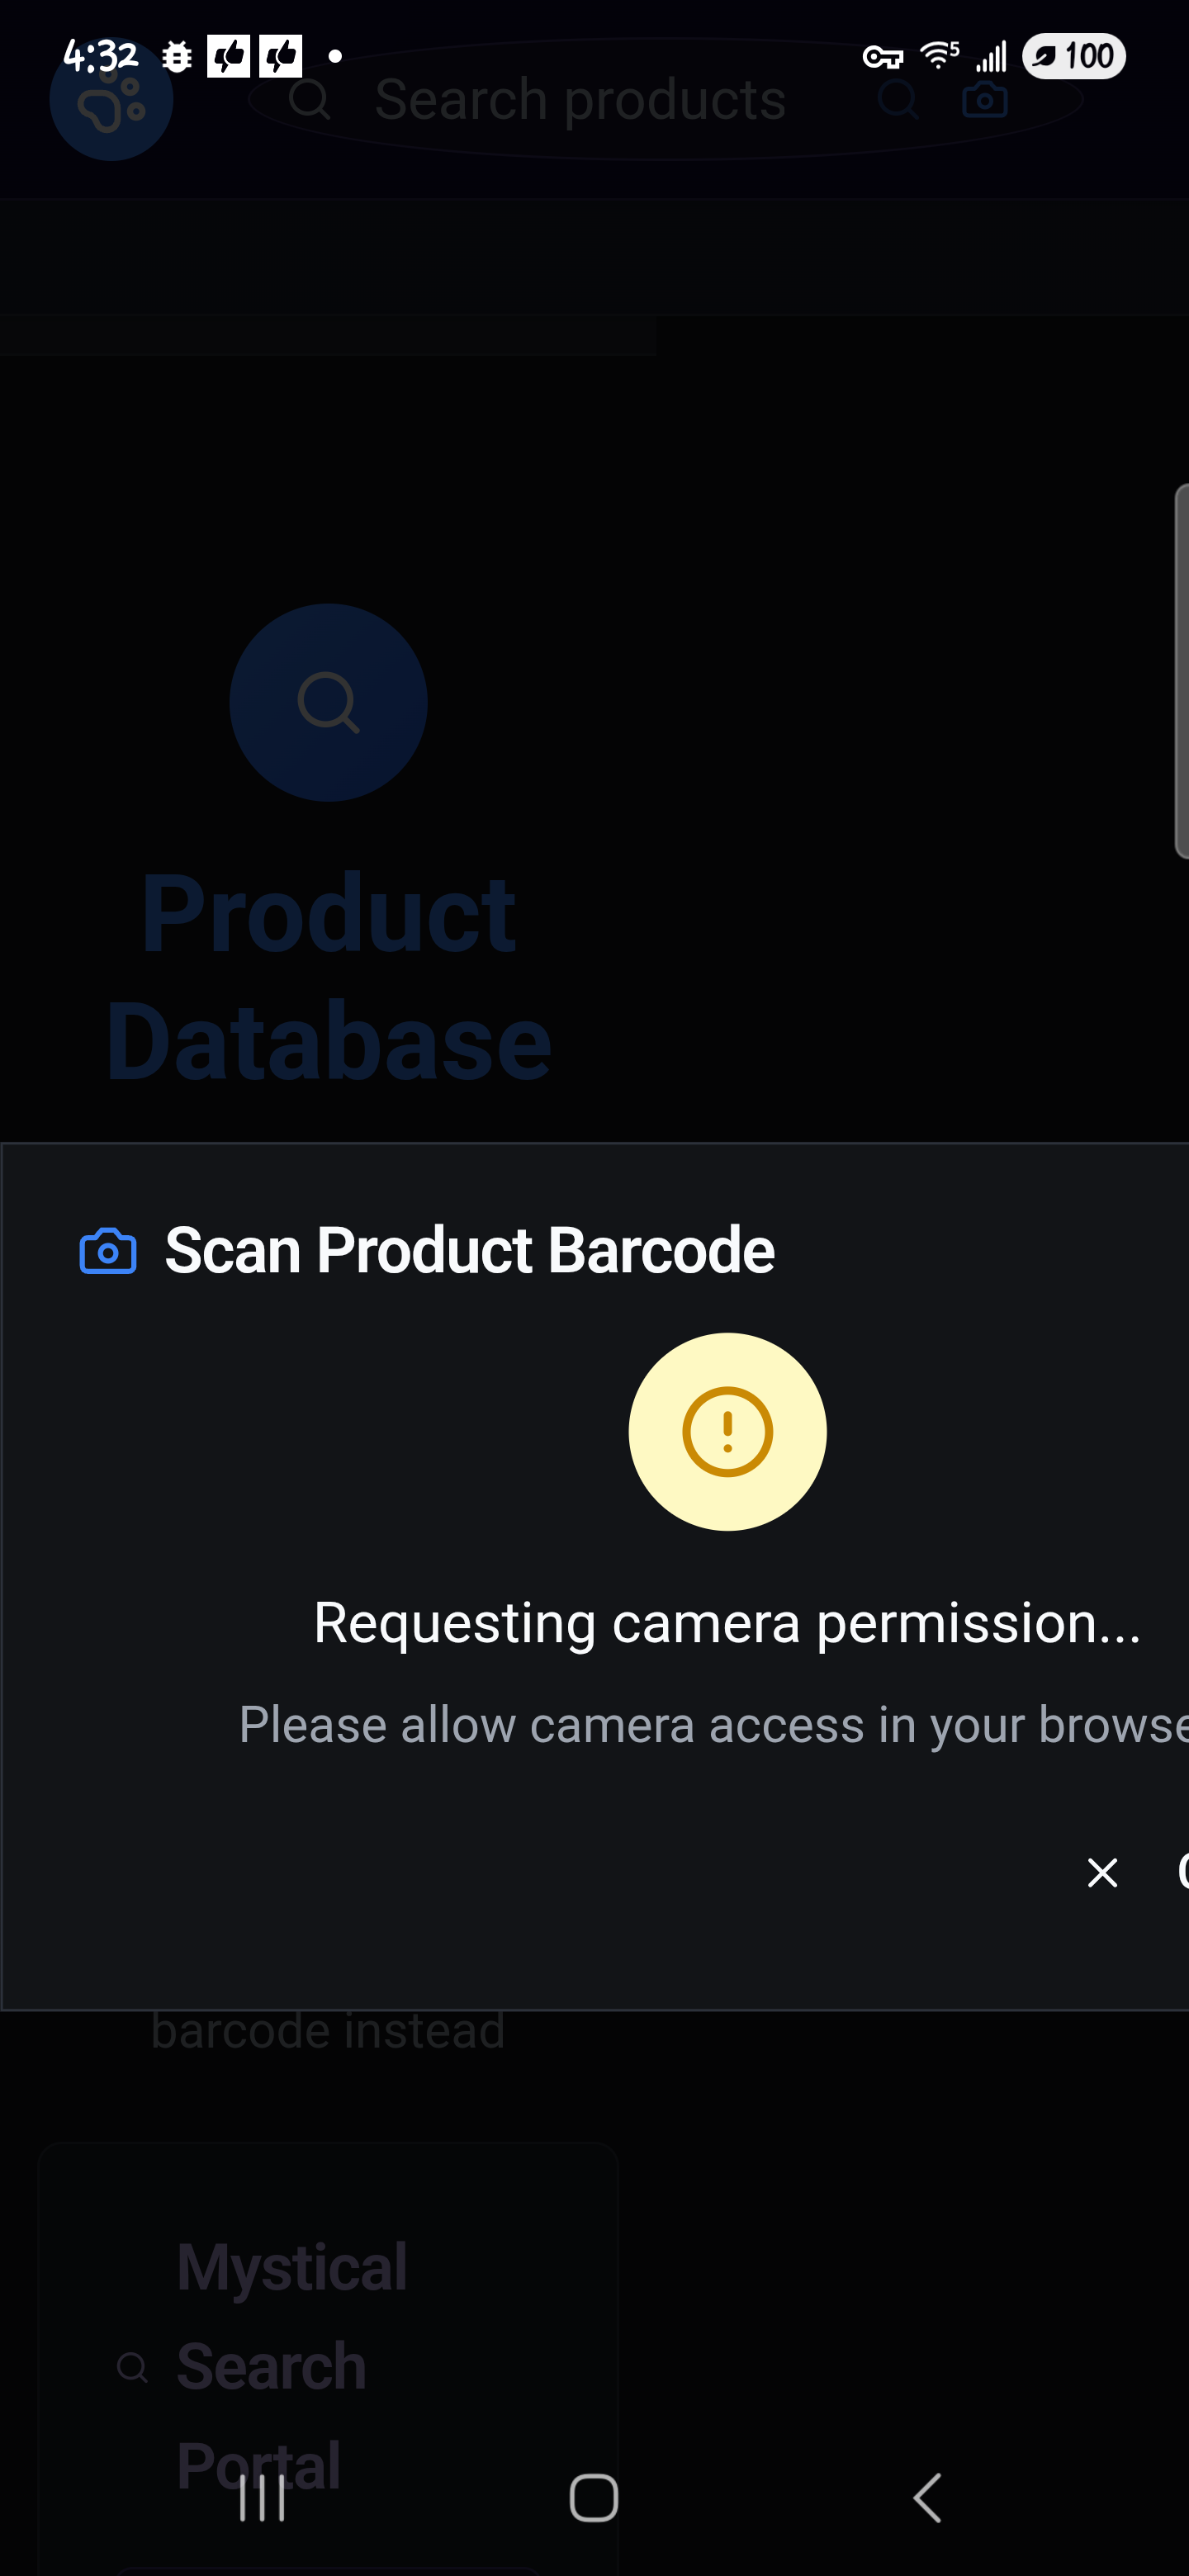 4:32
5
100
Search products
Product
Database
Scan Product Barcode
Requesting camera permission...
Please allow camera access in your browse
barcode instead
Mystical
Search
Portal